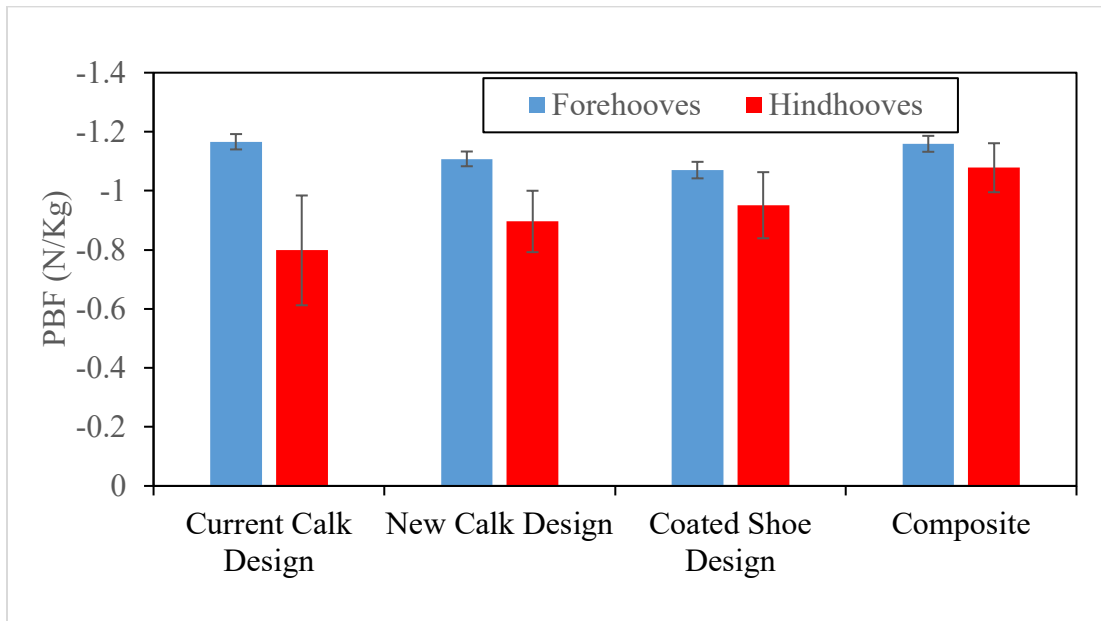 Forehooves Hindhooves
PBF (N/Kg)
-1.4
-1.2
-1
-0.8
-0.6
-0.4
-0.2
0
Current Calk
Design
New Calk Design
Coated Shoe
Design
Composite